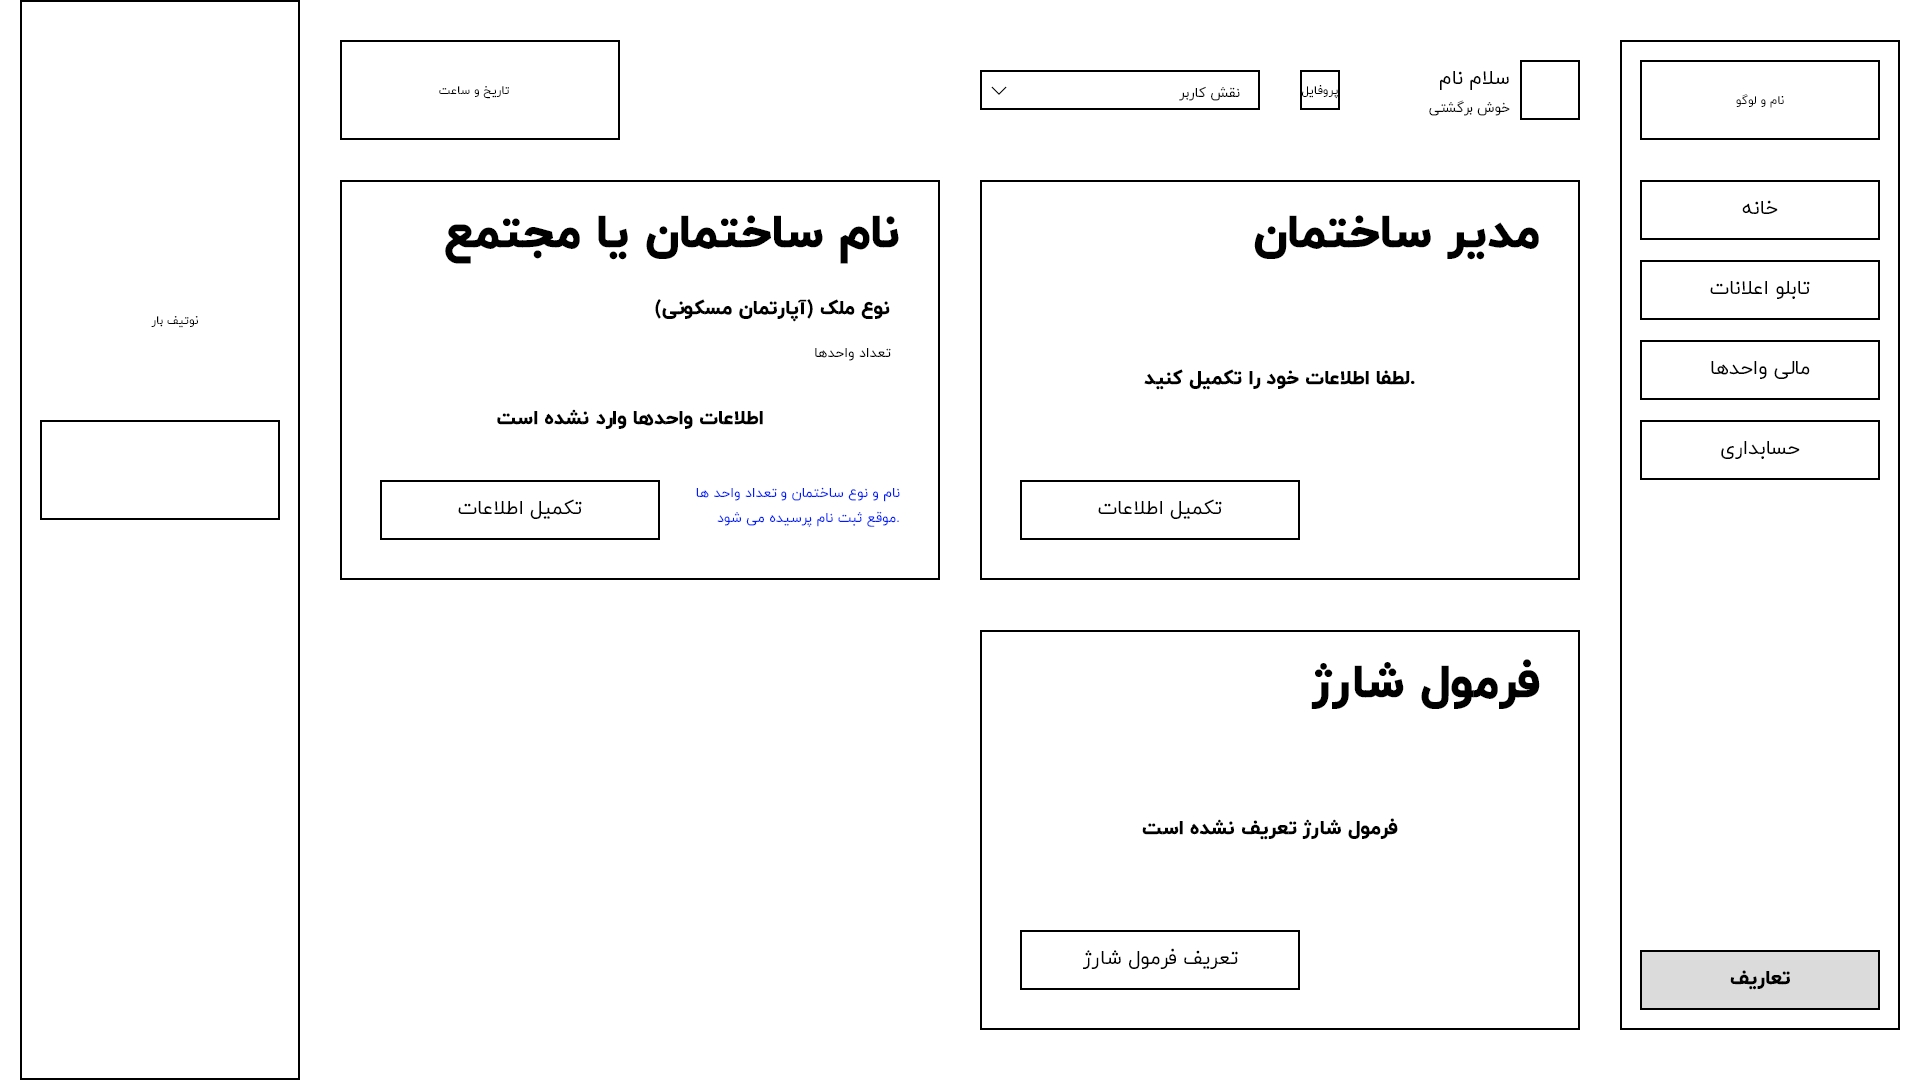 نام و لوگو
خانه
تابلو اعلانات
مالی واحدها
حسابداری
تعاریف
سلام نام
خوش برگشتی
پروفایل
نقش کاربر
تاریخ و ساعت
مدیر ساختمان
لطفا اطلاعات خود را تکمیل کنید.
تکمیل اطلاعات
نام ساختمان یا مجتمع
نوع ملک (آپارتمان مسکونی)
تعداد واحدها
اطلاعات واحدها وارد نشده است
نام و نوع ساختمان و تعداد واحد ها
موقع ثبت نام پرسیده می شود.
تکمیل اطلاعات
فرمول شارژ
فرمول شارژ تعریف نشده است
تعریف فرمول شارژ
نوتیف بار